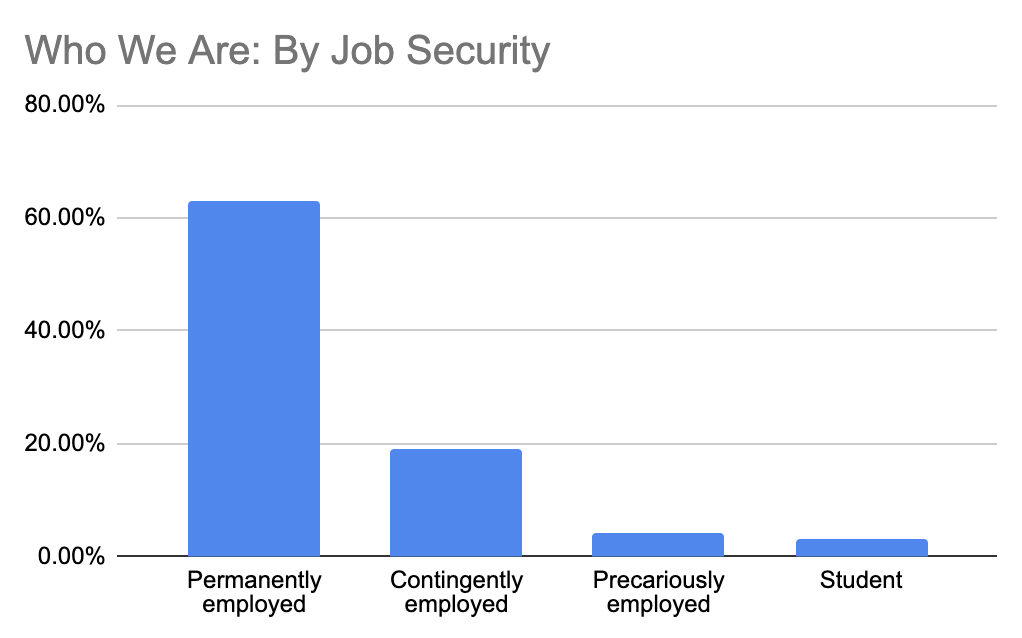 Who We Are: By Job Security
80.00%
60.00%
40.00%
20.00%
0.00%
Permanently
employed
Contingently
employed
Precariously
employed
Student